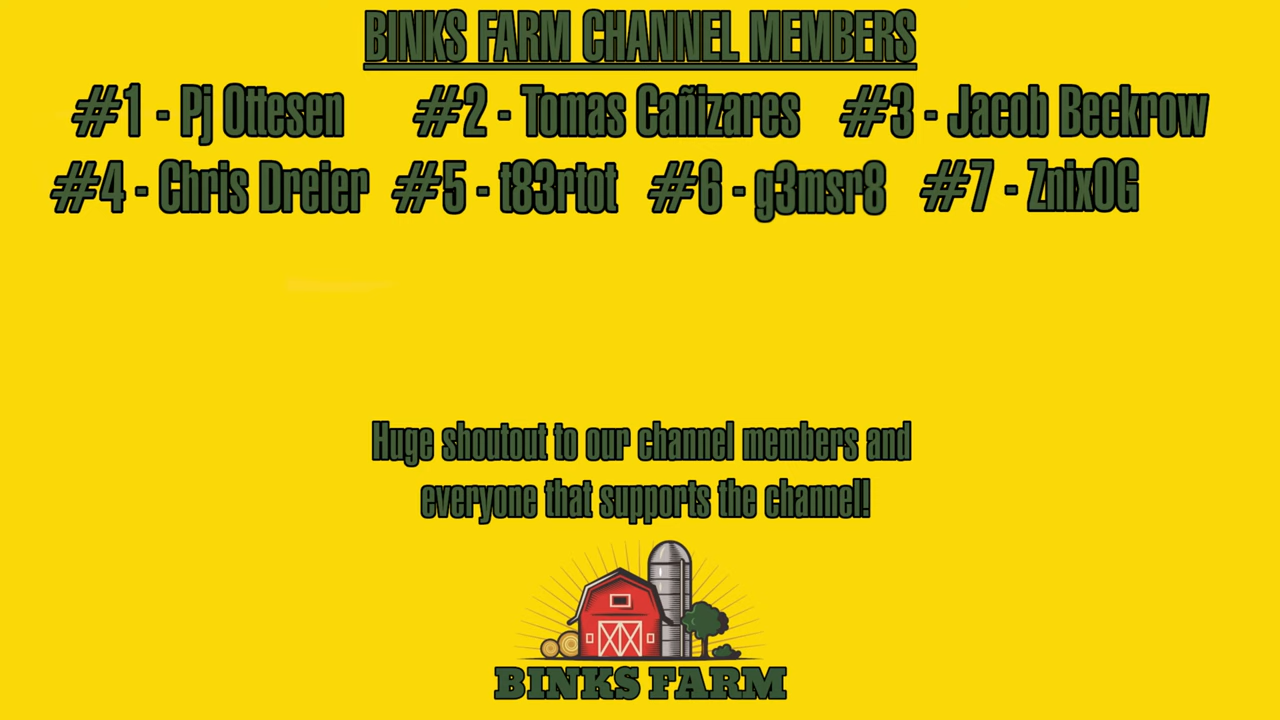 BINKS FARM CHANNEL MEMBERS
#1 - Pj Ottesen #2 - Tomas Cañizares #3 - Jacob Beckrow
#4 - Chris Dreier #5 - t83rtot #6 - g3msr8 #7 - ZnixOG
Huge shoutout to our channel members and
everyone that supports the channel!
BINKS FARM